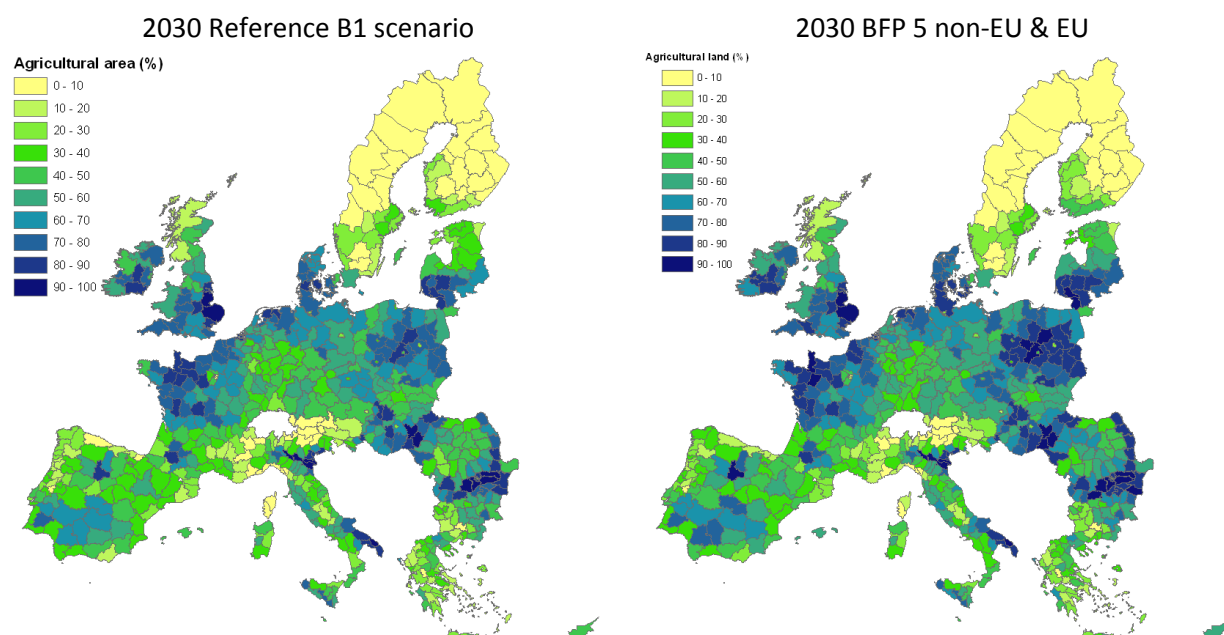 2030 Reference B1 scenario
Agricultural area (%)
0 - 10
10 - 20
20 - 30
30 - 40
40 - 50
50 - 60
60 - 70
70 - 80
80 - 90
90 - 100
2030 BFP 5 non-EU & EU
Agricultural land (%)
0 - 10
10 - 20
20 - 30
30 - 40
40 - 50
50 - 60
60 - 70
70 - 80
80 - 90
90 - 100